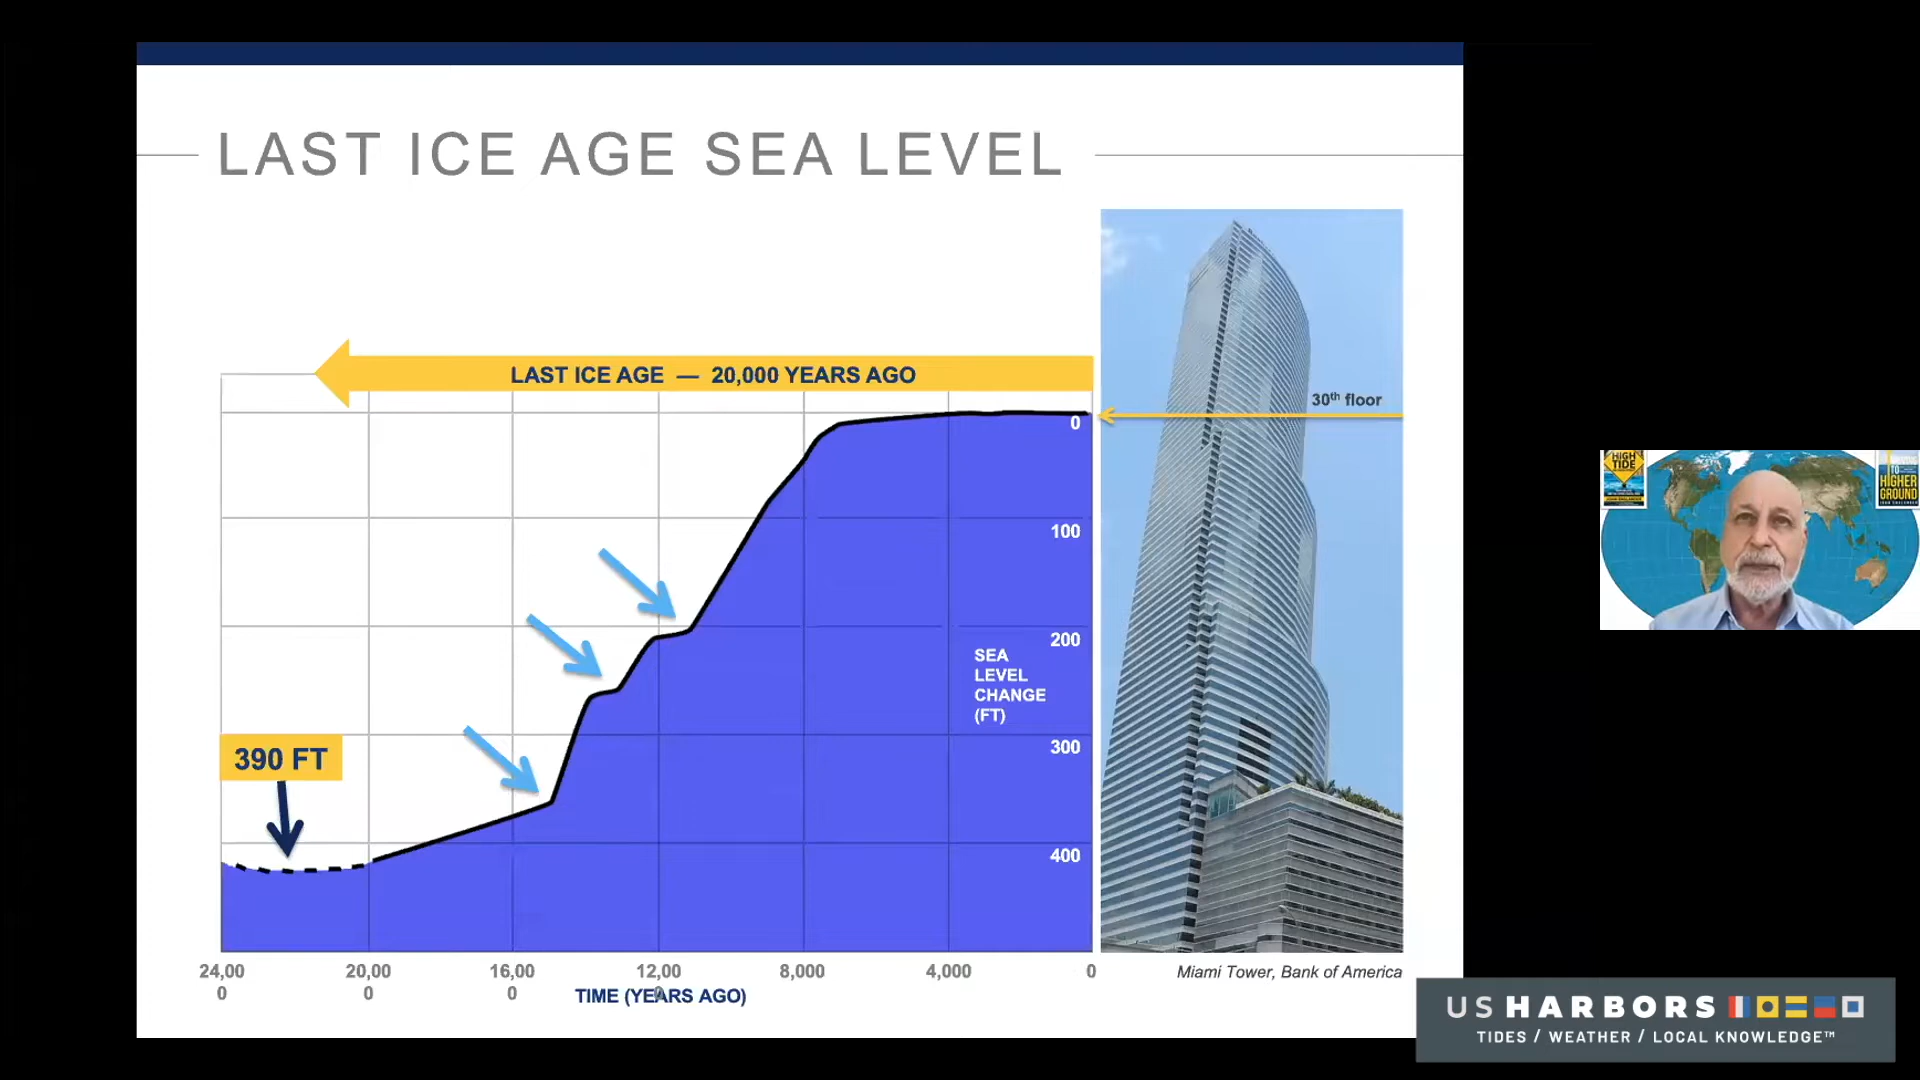 LAST ICE AGE SEA LEVEL
LAST ICE AGE — 20,000 YEARS AGO
30th floor
0
100
200
SEA
LEVEL
CHANGE
(FT)
300
390 FT
400
24,00
0
20,00
0
16,00
0
12,00
0
8,000
4,000
0
TIME (YEARS AGO)
Miami Tower, Bank of America
HIGH
TIDE
TO
HIGHER
GROUND
US HARBORS
TIDES / WEATHER / LOCAL KNOWLEDGE™